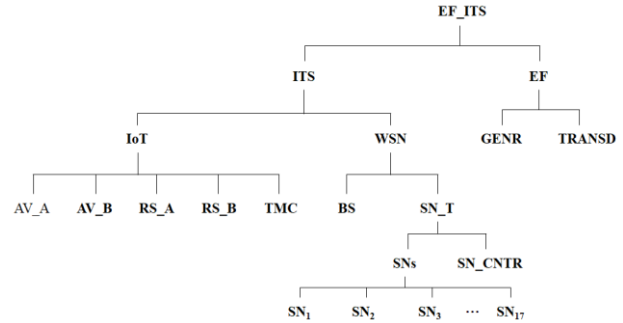 EF_ITS
ITS EF
IoT WSN GENR TRANSD
AV_A AV_B RS_A RS_B TMC BS SN_T
SNs SN_CNTR
SN₁ SN₂ SN₃ ⋯ SN₁₇